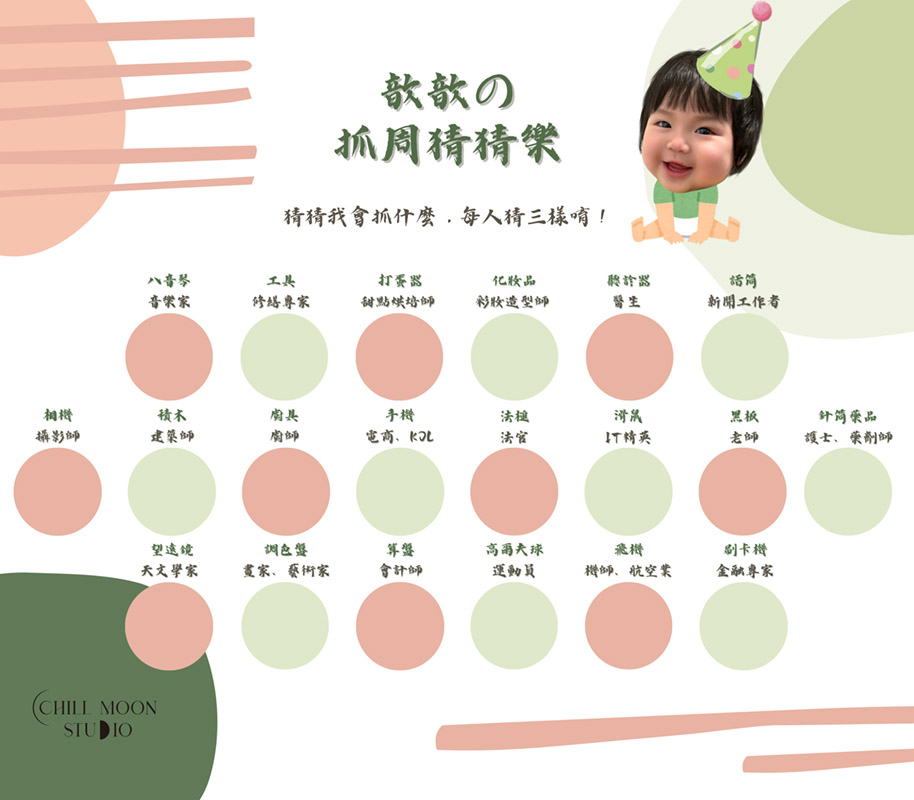 歆歆の
抓周猜猜樂
猜猜我會抓什麼，每人猜三樣唷！
八音琴 工具 打蛋器 化妝品 聽診器 話筒
音樂家 修繕專家 甜點烘培師 彩妝造型師 醫生 新聞工作者
相機 積木 廚具 手機 法槌 滑鼠 黑板 針筒藥品
攝影師 建築師 廚師 電商、KOL 法官 IT精英 老師 護士、藥劑師
望遠鏡 調色盤 算盤 高爾夫球 飛機 刷卡機
天文學家 畫家、藝術家 會計師 運動員 機師、航空業 金融專家
CHILL MOON
STUDIO